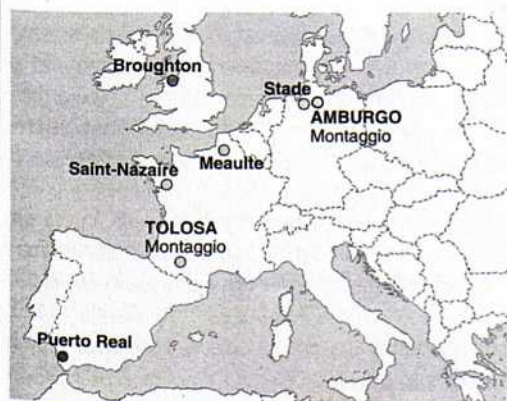 Broughton
Stade
AMBURGO
Montaggio
Meaulte
Saint-Nazaire
TOLOSA
Montaggio
Puerto Real